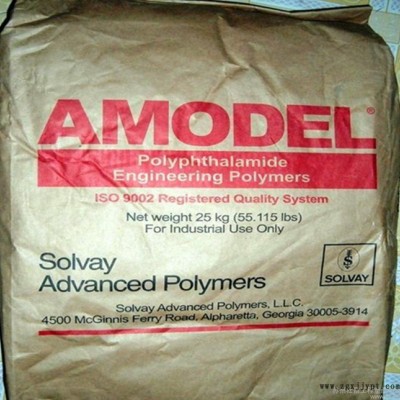 AMODEL®
Polyphthalamide
Engineering Polymers
ISO 9002 Registered Quality System
Net weight 25 kg (55.115 lbs)
For Industrial Use Only
Solvay
Advanced Polymers
SOLVAY
Solvay Advanced Polymers, L.L.C.
4500 McGinnis Ferry Road, Alpharetta, Georgia 30005-3914